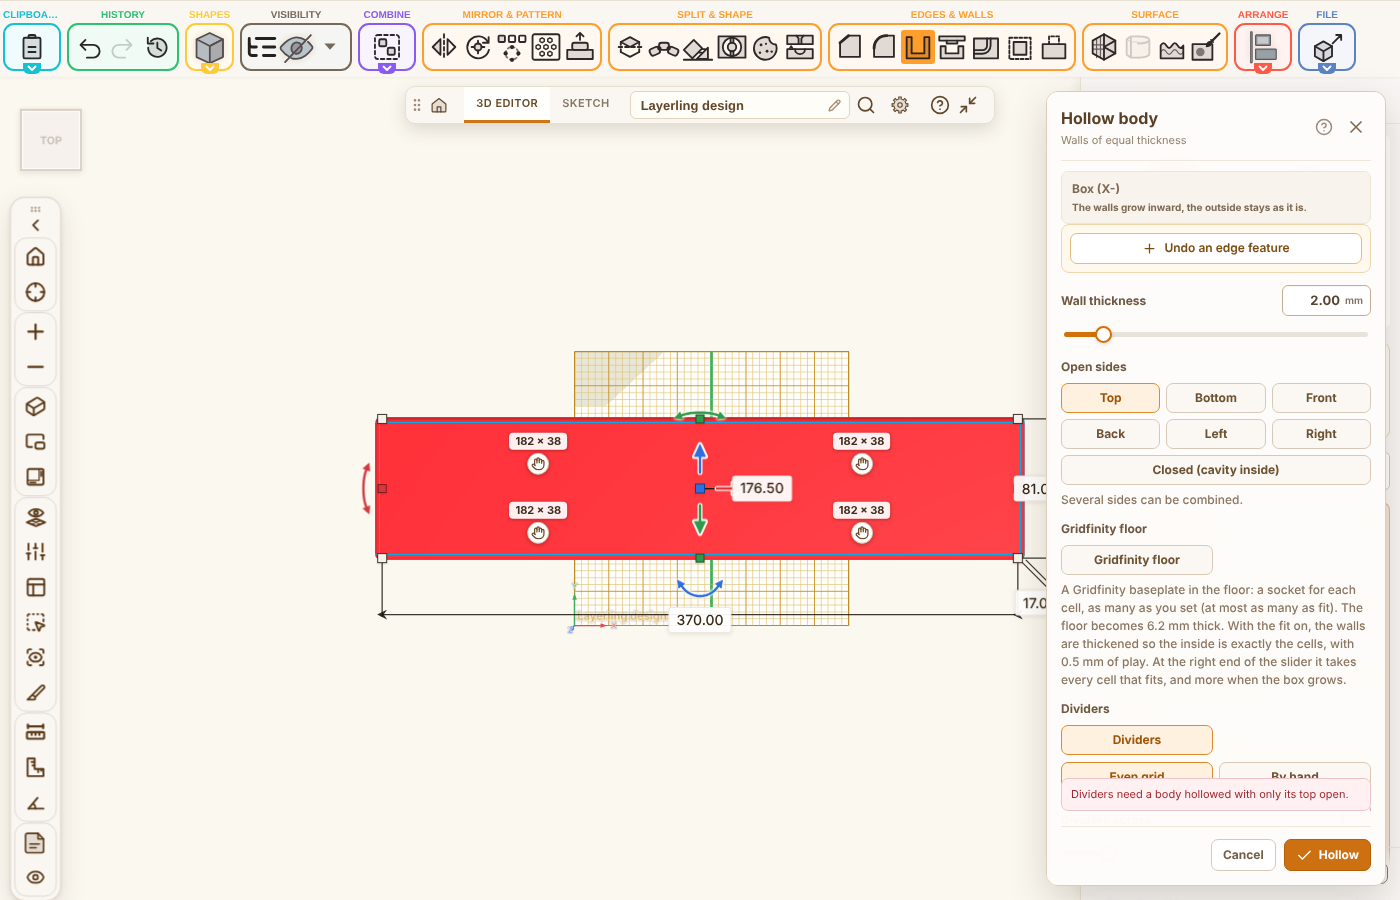 CLIPBOA...
HISTORY
SHAPES
VISIBILITY
COMBINE
MIRROR & PATTERN
SPLIT & SHAPE
EDGES & WALLS
SURFACE
ARRANGE
FILE
3D EDITOR
SKETCH
Layerling design
TOP
Hollow body
Walls of equal thickness
Box (X-)
The walls grow inward, the outside stays as it is.
Undo an edge feature
Wall thickness
2.00 mm
Open sides
Top
Bottom
Front
Back
Left
Right
Closed (cavity inside)
Several sides can be combined.
Gridfinity floor
Gridfinity floor
A Gridfinity baseplate in the floor: a socket for each
cell, as many as you set (at most as many as fit). The
floor becomes 6.2 mm thick. With the fit on, the walls
are thickened so the inside is exactly the cells, with
0.5 mm of play. At the right end of the slider it takes
every cell that fits, and more when the box grows.
Dividers
Dividers
Even grid
By hand
Dividers need a body hollowed with only its top open.
Cancel
Hollow
182 × 38
182 × 38
176.50
81.0
182 × 38
182 × 38
17.0
Layerling design
370.00